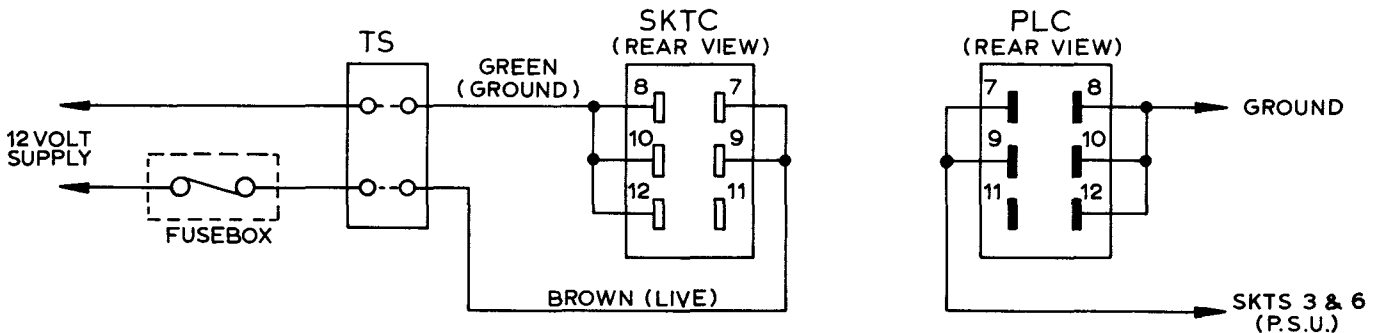 SKTC
(REAR VIEW)
PLC
(REAR VIEW)
TS
GREEN
(GROUND)
8
7
7
8
GROUND
12 VOLT
SUPPLY
10
9
9
10
12
11
11
12
FUSEBOX
BROWN (LIVE)
SKTS 3 & 6
(P.S.U.)